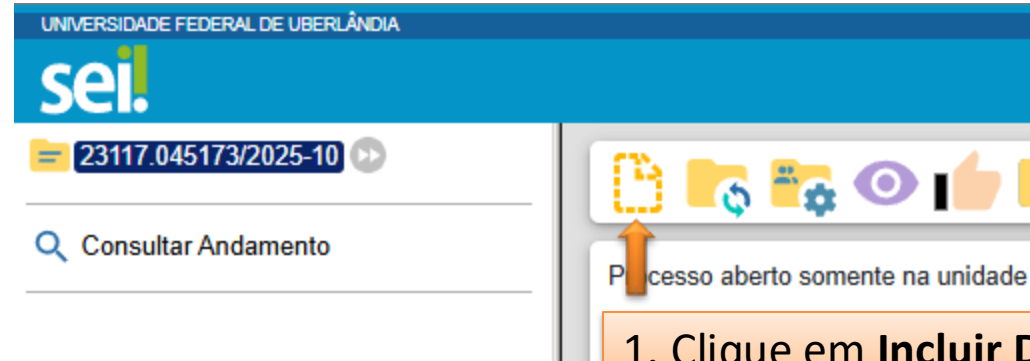 UNIVERSIDADE FEDERAL DE UBERLÂNDIA
sei!
23117.045173/2025-10
Consultar Andamento
Processo aberto somente na unidade
1. Clique em Incluir